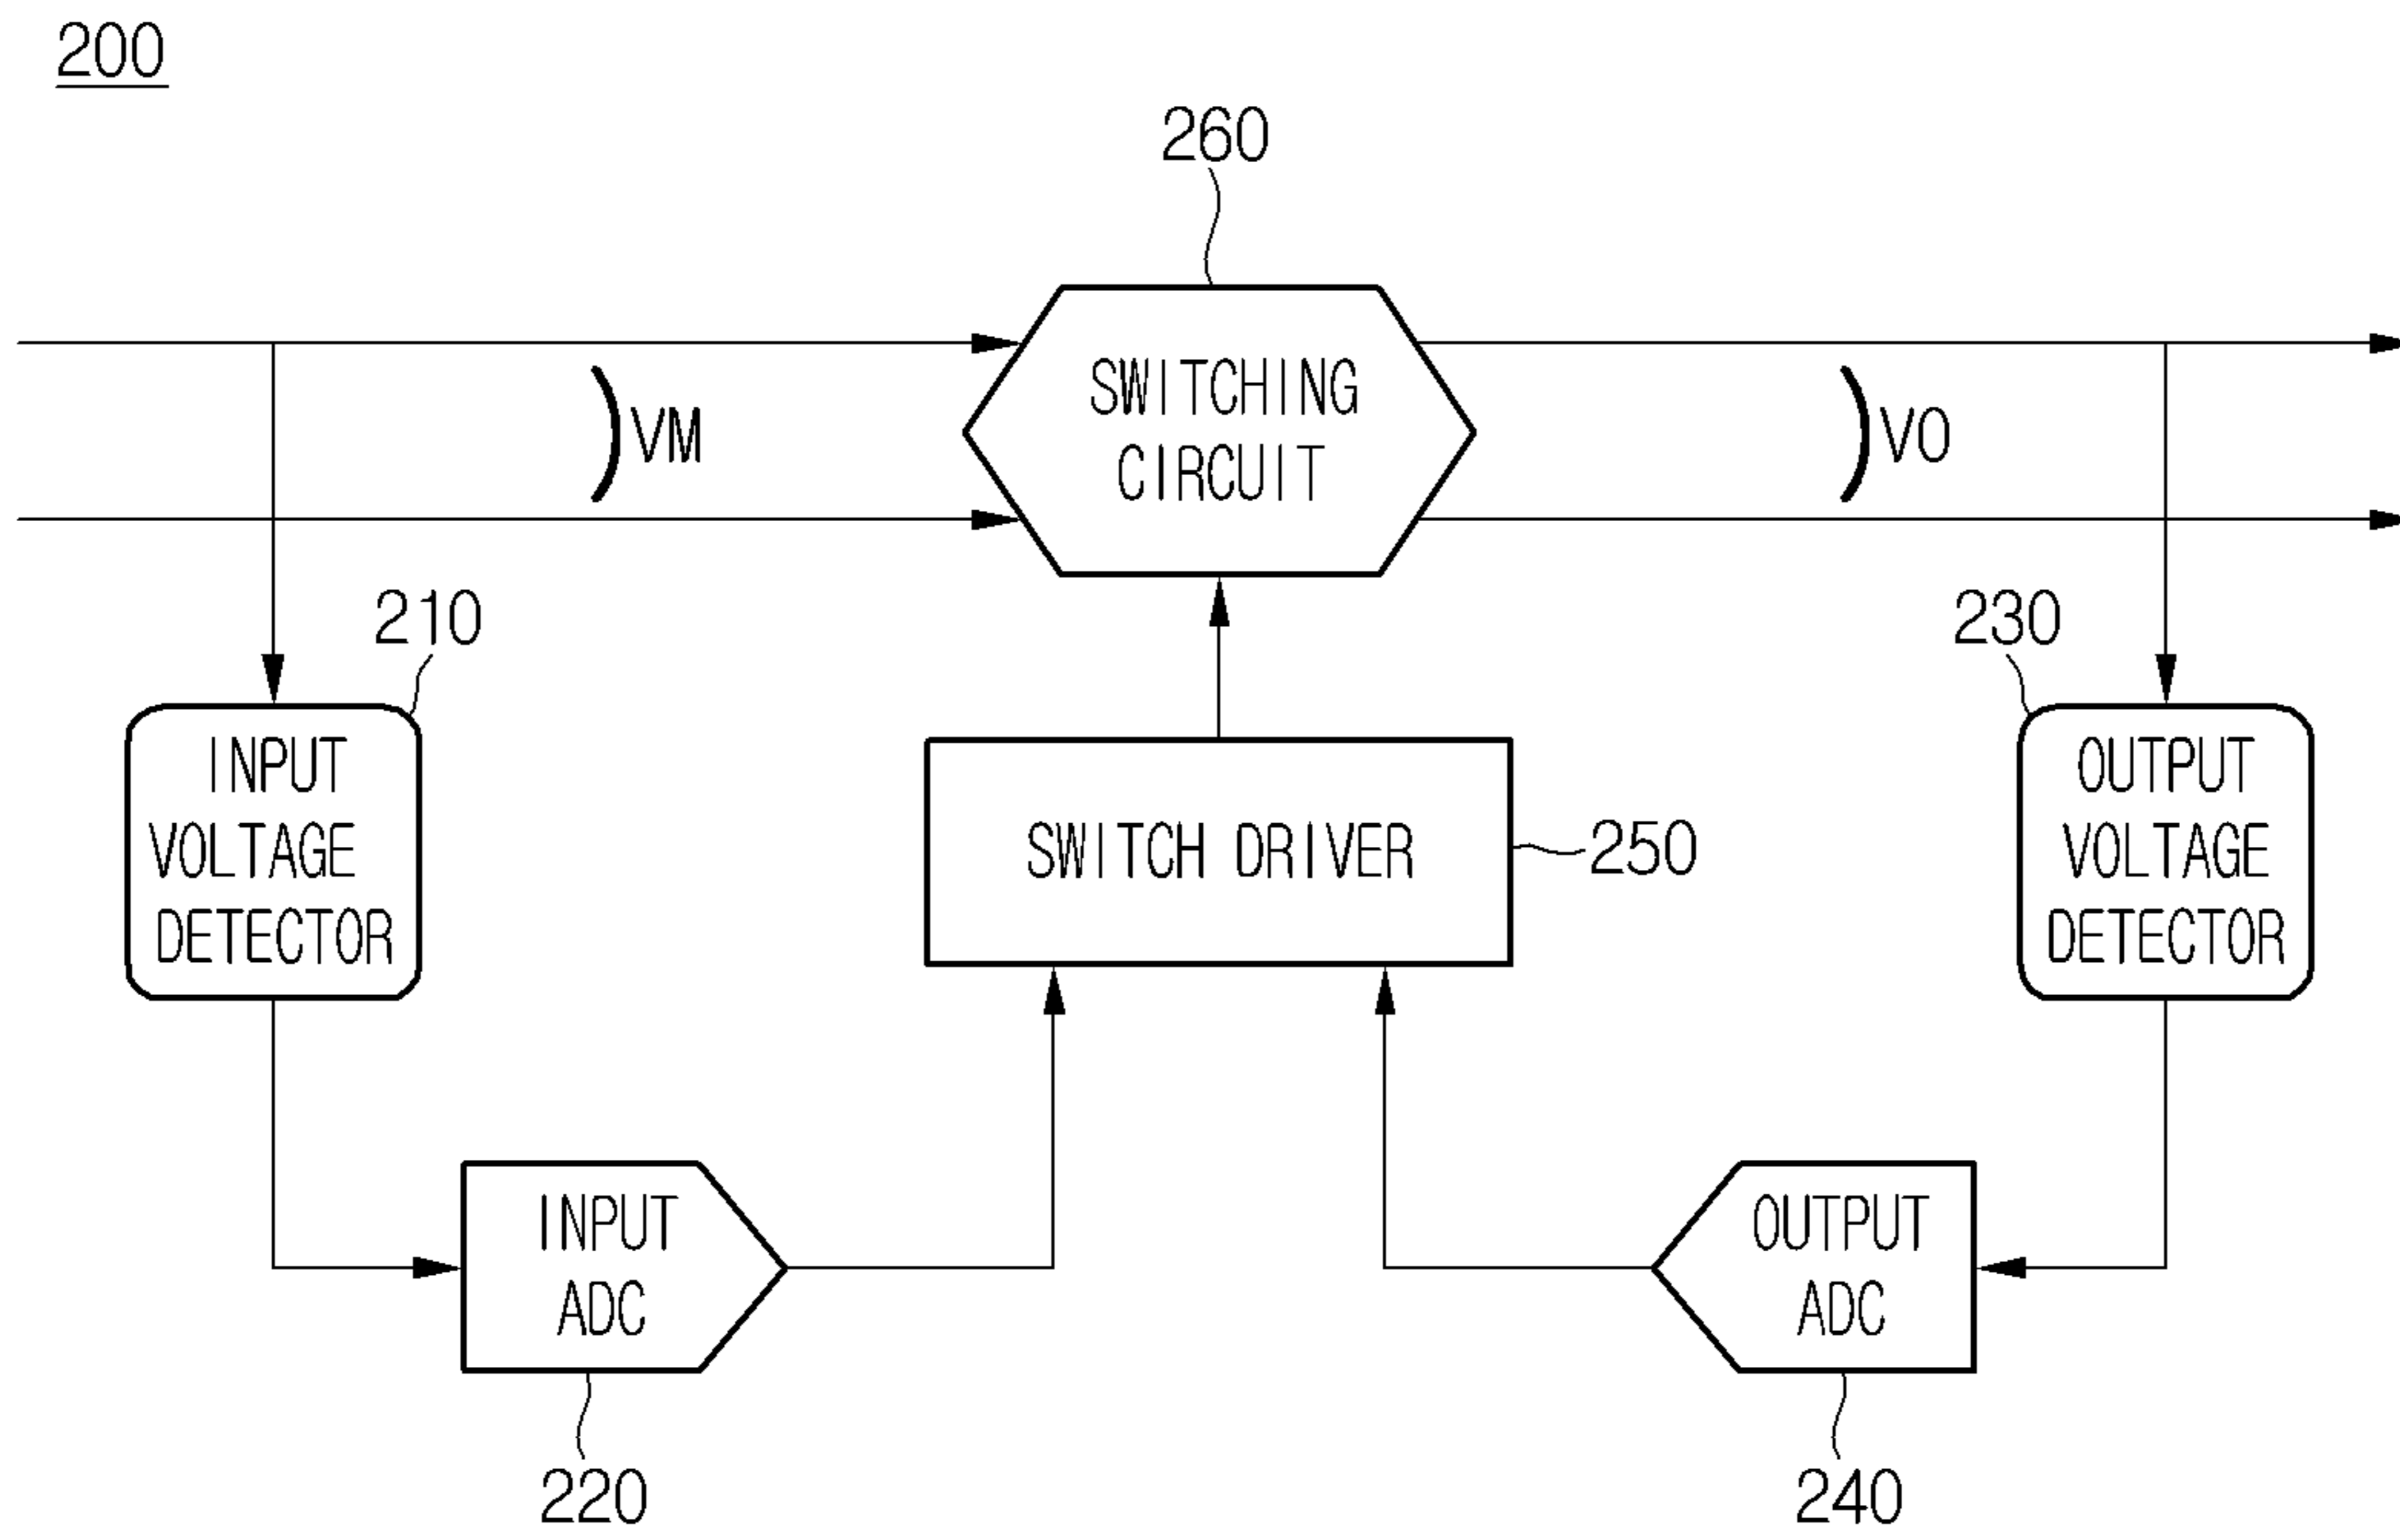 200
260
SWITCHING
CIRCUIT
VM
VO
210
230
INPUT
VOLTAGE
DETECTOR
SWITCH DRIVER
250
OUTPUT
VOLTAGE
DETECTOR
INPUT
ADC
OUTPUT
ADC
220
240